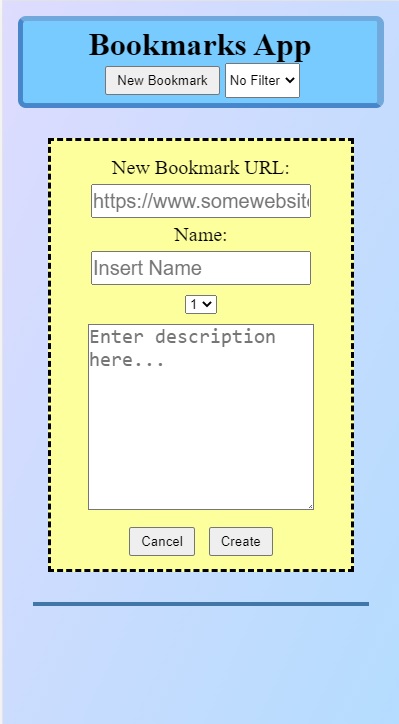 Bookmarks App
New Bookmark No Filter
New Bookmark URL:
https://www.somewebsite
Name:
Insert Name
1
Enter description
here...
Cancel Create